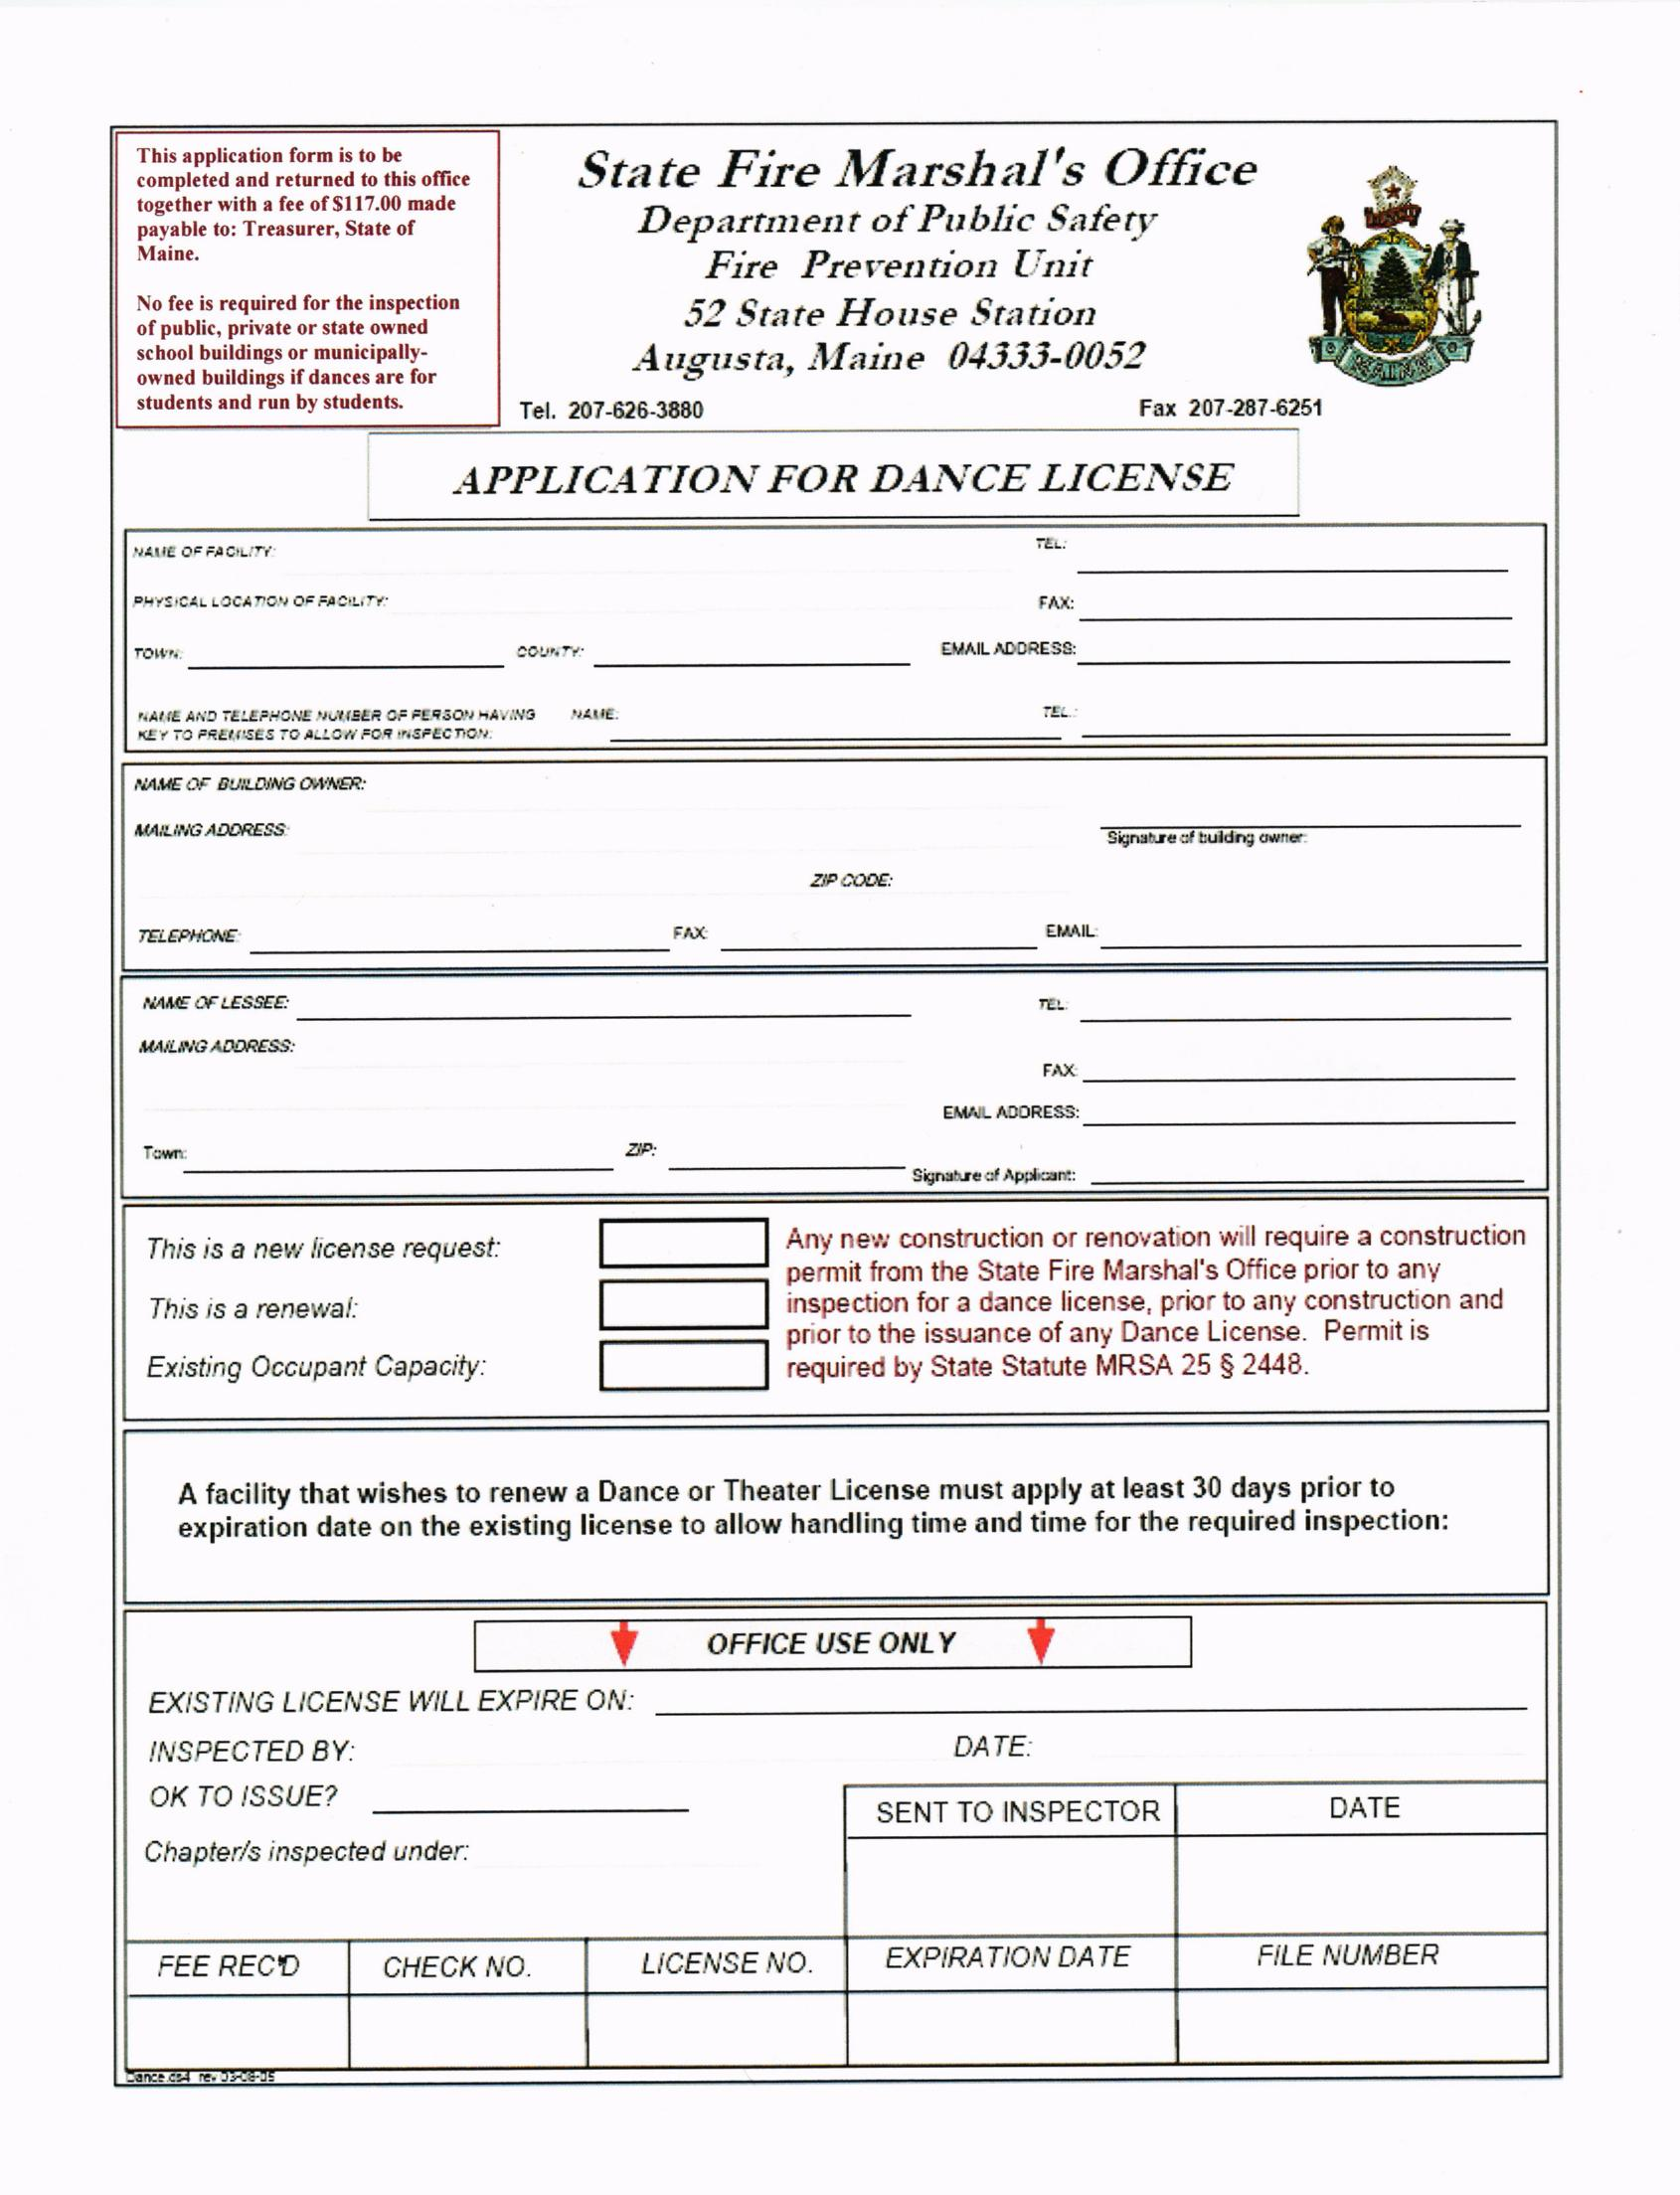 This application form is to be
completed and returned to this office
together with a fee of $117.00 made
payable to: Treasurer, State of
Maine.
No fee is required for the inspection
of public, private or state owned
school buildings or municipally-
owned buildings if dances are for
students and run by students.
State Fire Marshal's Office
Department of Public Safety
Fire Prevention Unit
52 State House Station
Augusta, Maine 04333-0052
MAINE
Tel. 207-626-3880 Fax 207-287-6251
APPLICATION FOR DANCE LICENSE
NAME OF FACILITY: TEL:
PHYSICAL LOCATION OF FACILITY: FAX:
TOWN: COUNTY: EMAIL ADDRESS:
NAME AND TELEPHONE NUMBER OF PERSON HAVING NAME: TEL.:
KEY TO PREMISES TO ALLOW FOR INSPECTION:
NAME OF BUILDING OWNER:
MAILING ADDRESS:
Signature of building owner:
ZIP CODE:
TELEPHONE: FAX: EMAIL:
NAME OF LESSEE: TEL:
MAILING ADDRESS:
FAX:
EMAIL ADDRESS:
Town: ZIP:
Signature of Applicant:
This is a new license request:
This is a renewal:
Existing Occupant Capacity:
Any new construction or renovation will require a construction
permit from the State Fire Marshal's Office prior to any
inspection for a dance license, prior to any construction and
prior to the issuance of any Dance License. Permit is
required by State Statute MRSA 25 § 2448.
A facility that wishes to renew a Dance or Theater License must apply at least 30 days prior to
expiration date on the existing license to allow handling time and time for the required inspection:
OFFICE USE ONLY
EXISTING LICENSE WILL EXPIRE ON:
INSPECTED BY: DATE:
OK TO ISSUE?
SENT TO INSPECTOR DATE
Chapter/s inspected under:
FEE REC'D CHECK NO. LICENSE NO. EXPIRATION DATE FILE NUMBER
Dance.ds4 rev 03-08-05